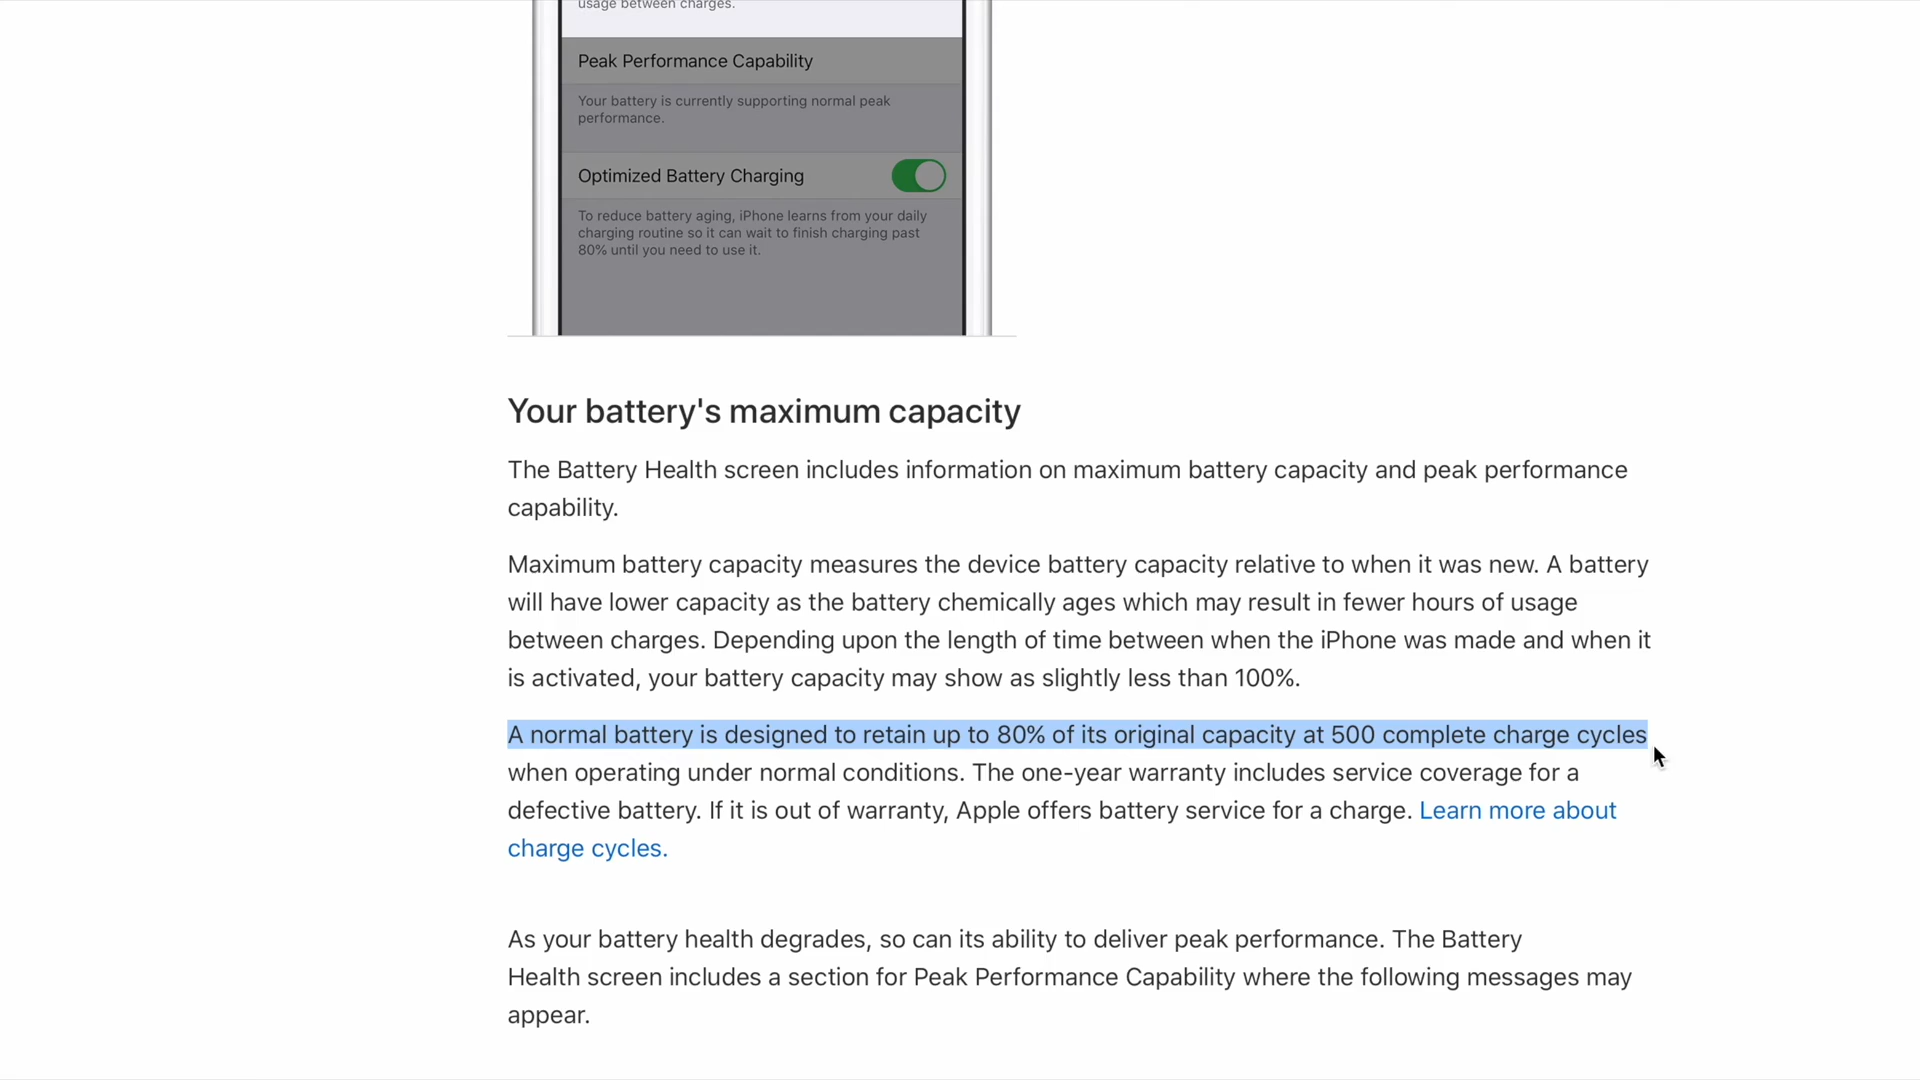 usage between charges.
Peak Performance Capability
Your battery is currently supporting normal peak
performance.
Optimized Battery Charging
To reduce battery aging, iPhone learns from your daily
charging routine so it can wait to finish charging past
80% until you need to use it.
Your battery's maximum capacity
The Battery Health screen includes information on maximum battery capacity and peak performance
capability.
Maximum battery capacity measures the device battery capacity relative to when it was new. A battery
will have lower capacity as the battery chemically ages which may result in fewer hours of usage
between charges. Depending upon the length of time between when the iPhone was made and when it
is activated, your battery capacity may show as slightly less than 100%.
A normal battery is designed to retain up to 80% of its original capacity at 500 complete charge cycles
when operating under normal conditions. The one-year warranty includes service coverage for a
defective battery. If it is out of warranty, Apple offers battery service for a charge. Learn more about
charge cycles.
As your battery health degrades, so can its ability to deliver peak performance. The Battery
Health screen includes a section for Peak Performance Capability where the following messages may
appear.